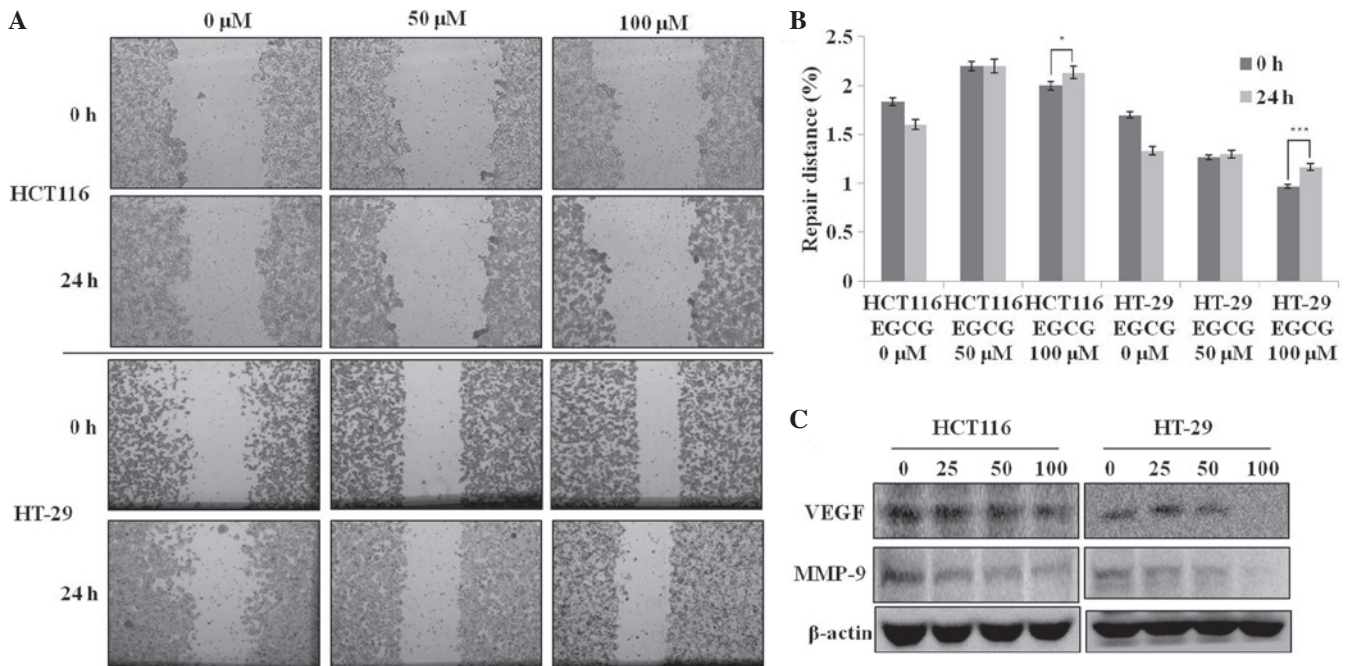 A
0 μM
50 μM
100 μM
HCT116
0 h
24 h
HT-29
0 h
24 h
B
Repair distance (%)
2.5
2
1.5
1
0.5
0
*
***
0 h
24 h
HCT116 EGCG 0 μM
HCT116 EGCG 50 μM
HCT116 EGCG 100 μM
HT-29 EGCG 0 μM
HT-29 EGCG 50 μM
HT-29 EGCG 100 μM
C
HCT116
HT-29
0 25 50 100
0 25 50 100
VEGF
MMP-9
β-actin